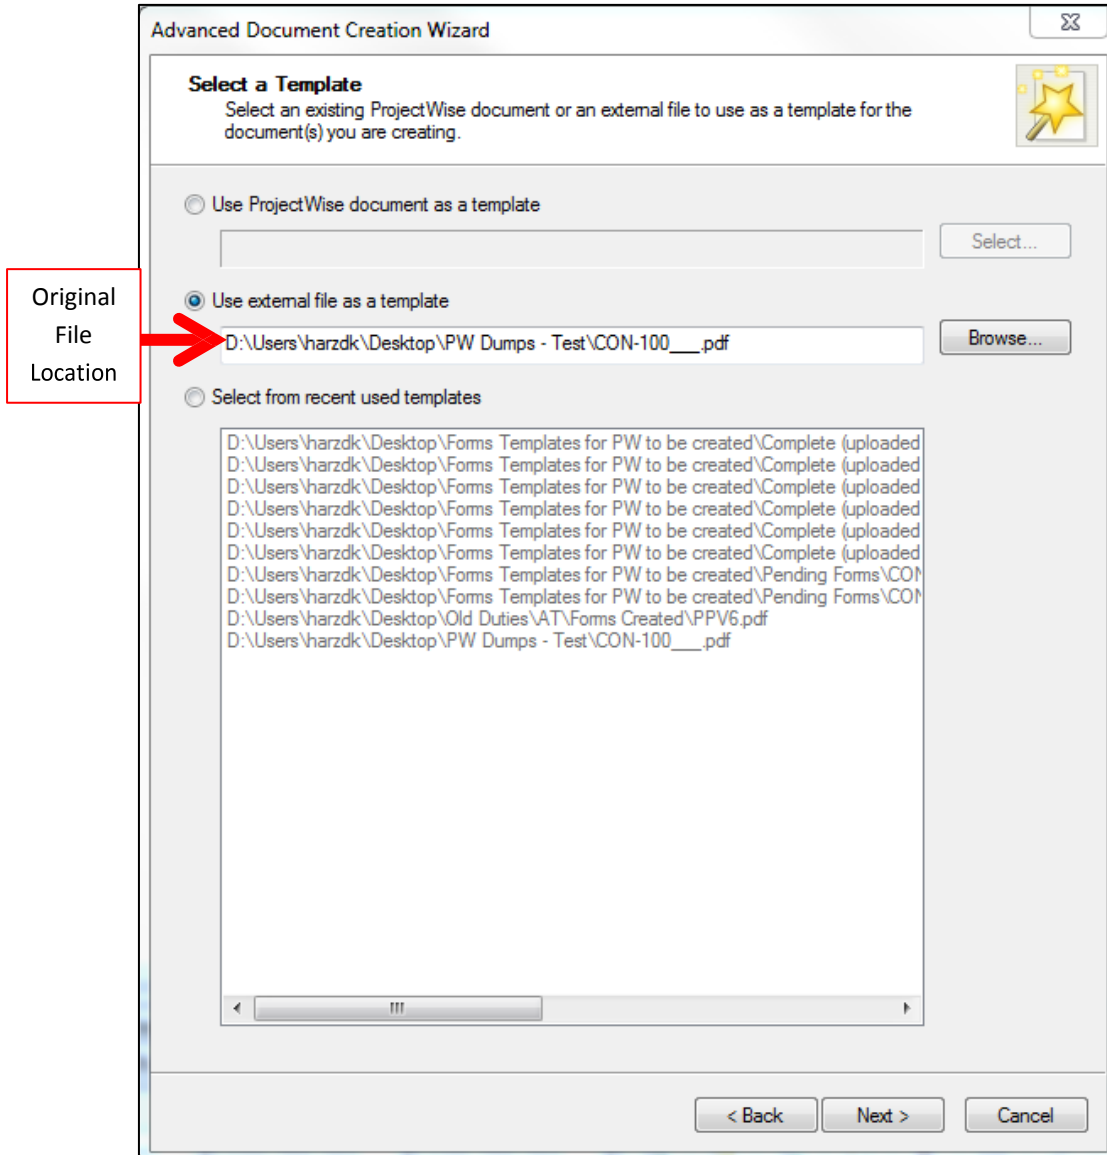 Advanced Document Creation Wizard
Select a Template
Select an existing ProjectWise document or an external file to use as a template for the
document(s) you are creating.
Use ProjectWise document as a template
Select...
Original
File
Location
Use external file as a template
D:\Users\harzdk\Desktop\PW Dumps - Test\CON-100___.pdf
Browse...
Select from recent used templates
D:\Users\harzdk\Desktop\Forms Templates for PW to be created\Complete (uploaded
D:\Users\harzdk\Desktop\Forms Templates for PW to be created\Complete (uploaded
D:\Users\harzdk\Desktop\Forms Templates for PW to be created\Complete (uploaded
D:\Users\harzdk\Desktop\Forms Templates for PW to be created\Complete (uploaded
D:\Users\harzdk\Desktop\Forms Templates for PW to be created\Complete (uploaded
D:\Users\harzdk\Desktop\Forms Templates for PW to be created\Complete (uploaded
D:\Users\harzdk\Desktop\Forms Templates for PW to be created\Pending Forms\CON
D:\Users\harzdk\Desktop\Forms Templates for PW to be created\Pending Forms\CON
D:\Users\harzdk\Desktop\Old Duties\AT\Forms Created\PPV6.pdf
D:\Users\harzdk\Desktop\PW Dumps - Test\CON-100___.pdf
< Back
Next >
Cancel